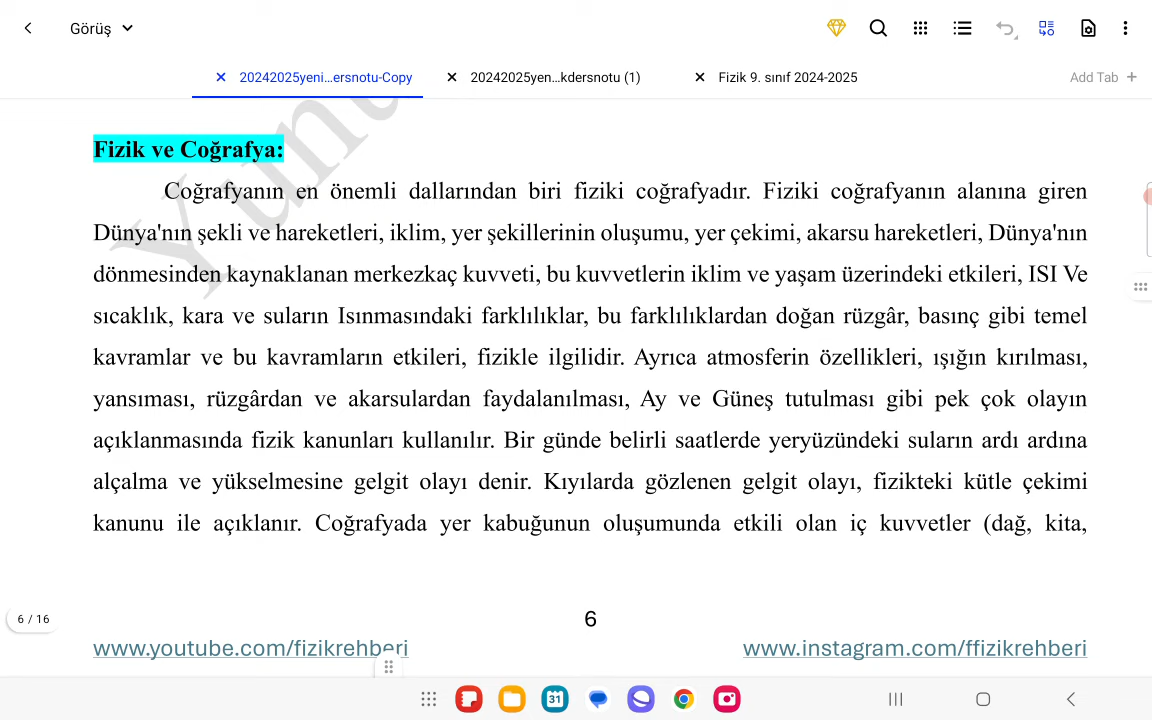 Görüş
20242025yeni...ersnotu-Copy
20242025yen...kdersnotu (1)
Fizik 9. sınıf 2024-2025
Add Tab +
Fizik ve Coğrafya:
Coğrafyanın en önemli dallarından biri fiziki coğrafyadır. Fiziki coğrafyanın alanına giren
Dünya'nın şekli ve hareketleri, iklim, yer şekillerinin oluşumu, yer çekimi, akarsu hareketleri, Dünya'nın
dönmesinden kaynaklanan merkezkaç kuvveti, bu kuvvetlerin iklim ve yaşam üzerindeki etkileri, ISI Ve
sıcaklık, kara ve suların Isınmasındaki farklılıklar, bu farklılıklardan doğan rüzgâr, basınç gibi temel
kavramlar ve bu kavramların etkileri, fizikle ilgilidir. Ayrıca atmosferin özellikleri, ışığın kırılması,
yansıması, rüzgârdan ve akarsulardan faydalanılması, Ay ve Güneş tutulması gibi pek çok olayın
açıklanmasında fizik kanunları kullanılır. Bir günde belirli saatlerde yeryüzündeki suların ardı ardına
alçalma ve yükselmesine gelgit olayı denir. Kıyılarda gözlenen gelgit olayı, fizikteki kütle çekimi
kanunu ile açıklanır. Coğrafyada yer kabuğunun oluşumunda etkili olan iç kuvvetler (dağ, kita,
6 / 16
6
www.youtube.com/fizikrehberi
www.instagram.com/ffizikrehberi
31